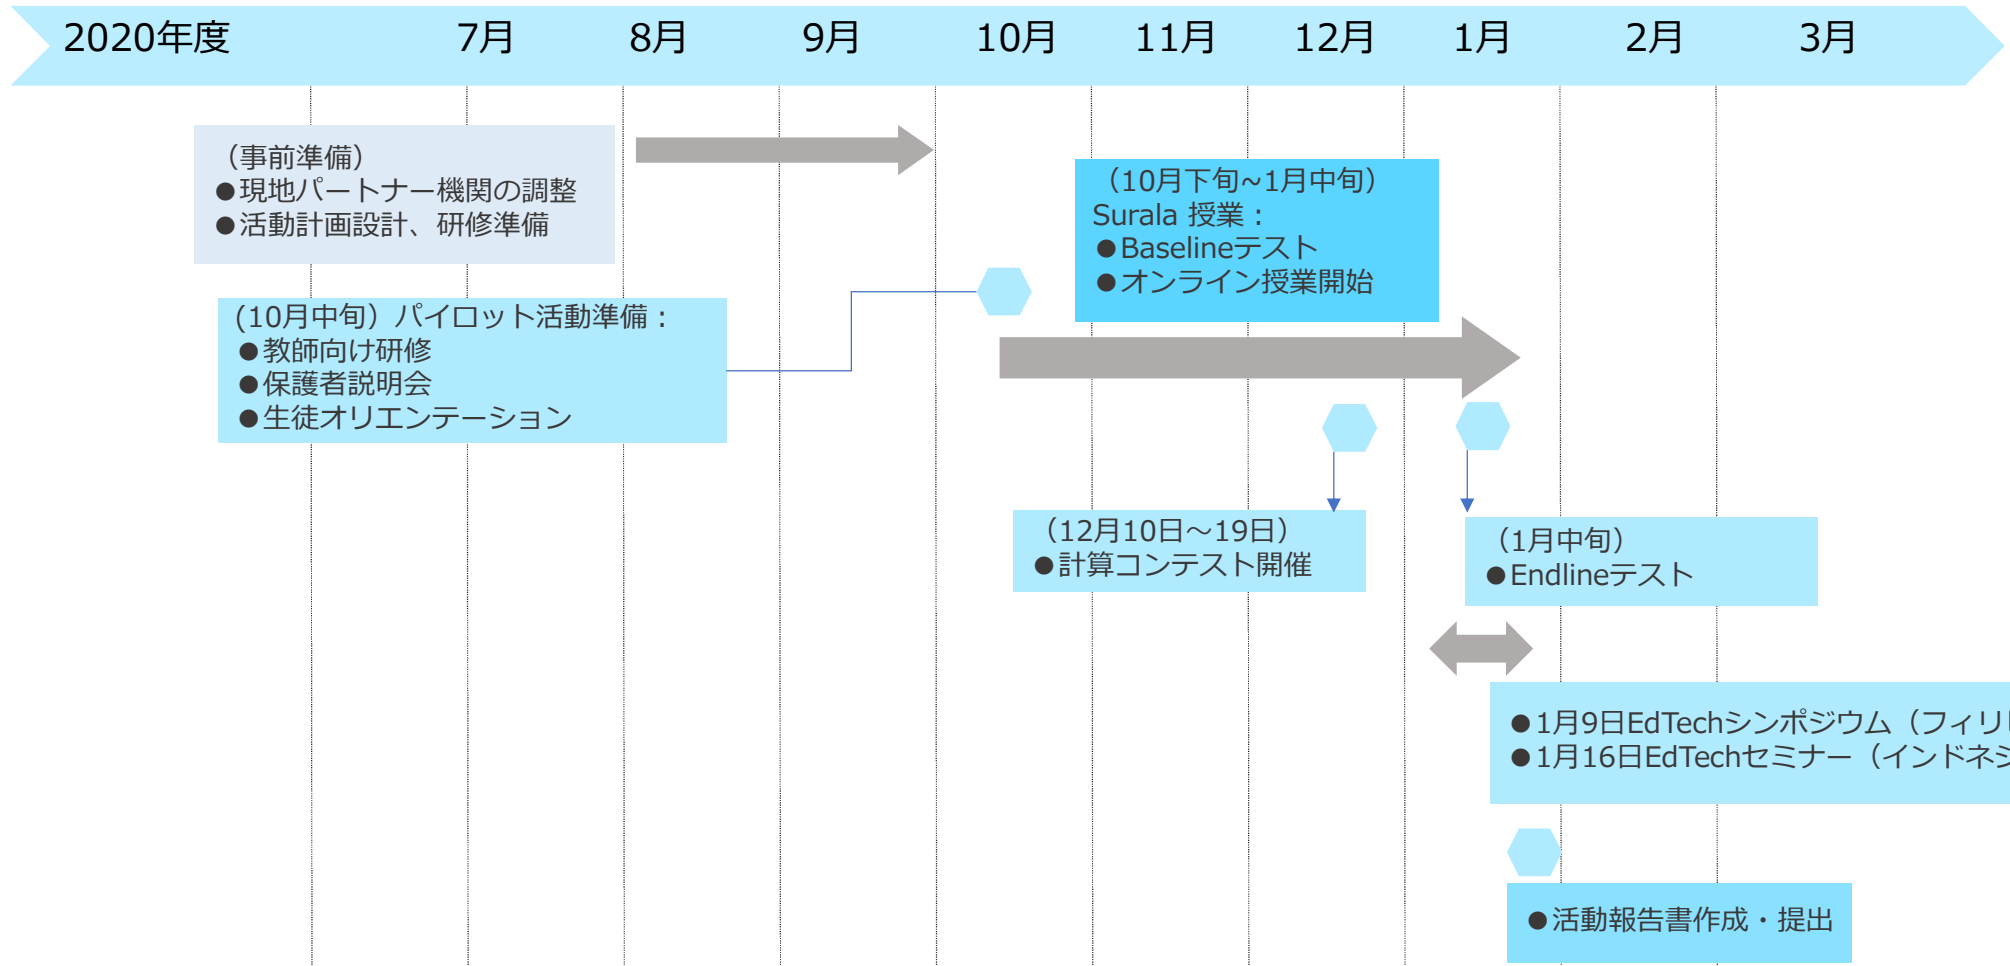 2020年度 7月 8月 9月 10月 11月 12月 1月 2月 3月
（事前準備）
●現地パートナー機関の調整
●活動計画設計、研修準備
（10月下旬~1月中旬）
Surala 授業：
●Baselineテスト
●オンライン授業開始
(10月中旬）パイロット活動準備：
●教師向け研修
●保護者説明会
●生徒オリエンテーション
（12月10日～19日）
●計算コンテスト開催
（1月中旬）
●Endlineテスト
●1月9日EdTechシンポジウム（フィリ
●1月16日EdTechセミナー（インドネシ
●活動報告書作成・提出